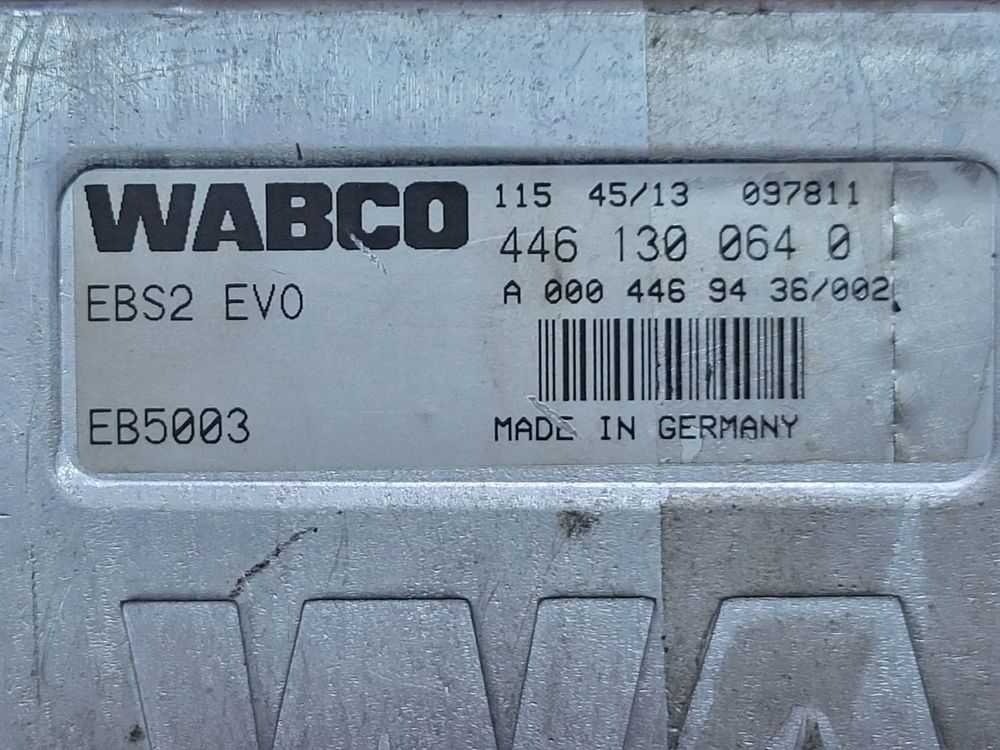 WABCO
115 45/13 097811
446 130 064 0
A 000 446 94 36/002
EBS2 EVO
EB5003
MADE IN GERMANY
WA